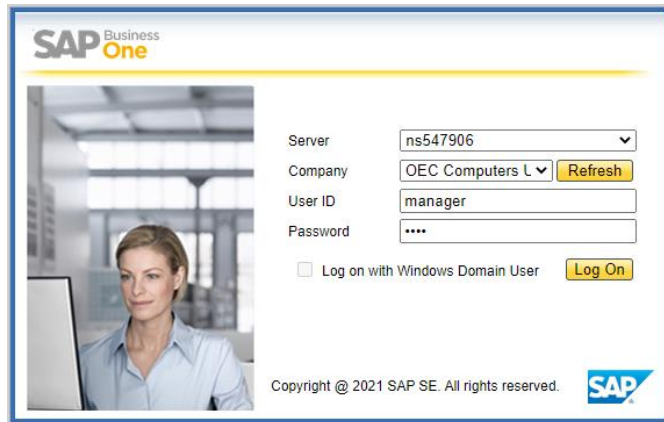 SAP Business One
Server ns547906
Company OEC Computers U Refresh
User ID manager
Password ••••
Log on with Windows Domain User Log On
Copyright @ 2021 SAP SE. All rights reserved.
SAP